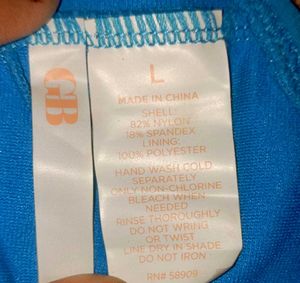 GB
L
MADE IN CHINA
SHELL:
82% NYLON
18% SPANDEX
LINING:
100% POLYESTER
HAND WASH COLD
SEPARATELY
ONLY NON-CHLORINE
BLEACH WHEN
NEEDED
RINSE THOROUGHLY
DO NOT WRING
OR TWIST
LINE DRY IN SHADE
DO NOT IRON
RN# 58909